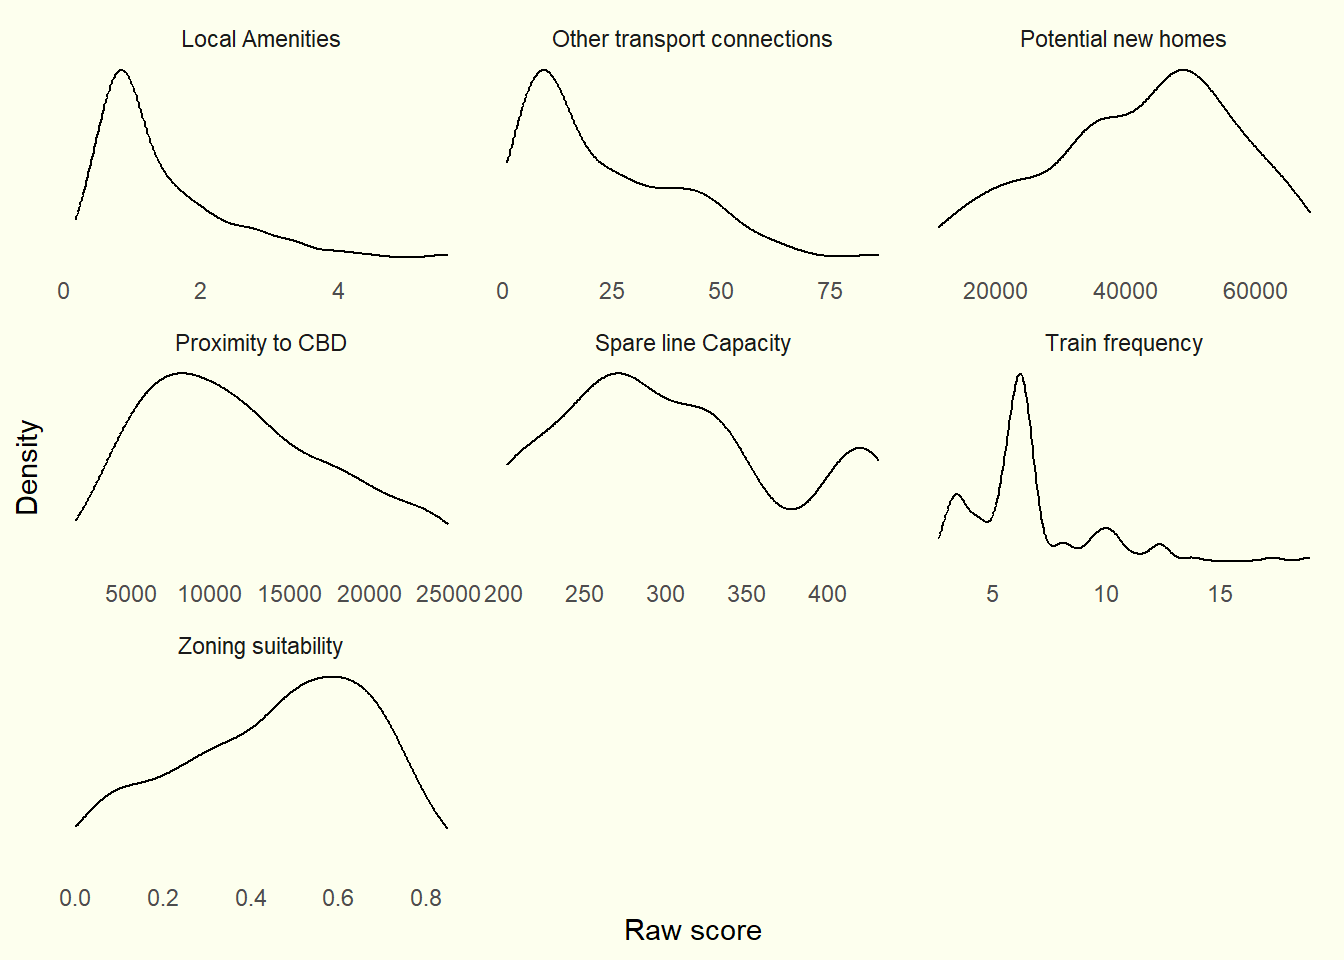 Local Amenities
Other transport connections
Potential new homes
0 2 4
0 25 50 75
20000 40000 60000
Proximity to CBD
Spare line Capacity
Train frequency
Density
5000 10000 15000 20000 25000
200 250 300 350 400
5 10 15
Zoning suitability
0.0 0.2 0.4 0.6 0.8
Raw score